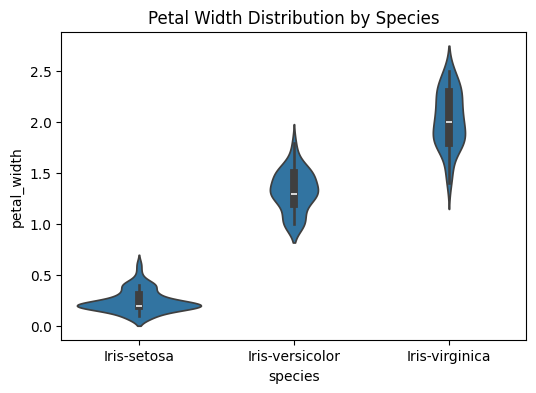 Petal Width Distribution by Species
petal_width
2.5
2.0
1.5
1.0
0.5
0.0
Iris-setosa Iris-versicolor Iris-virginica
species